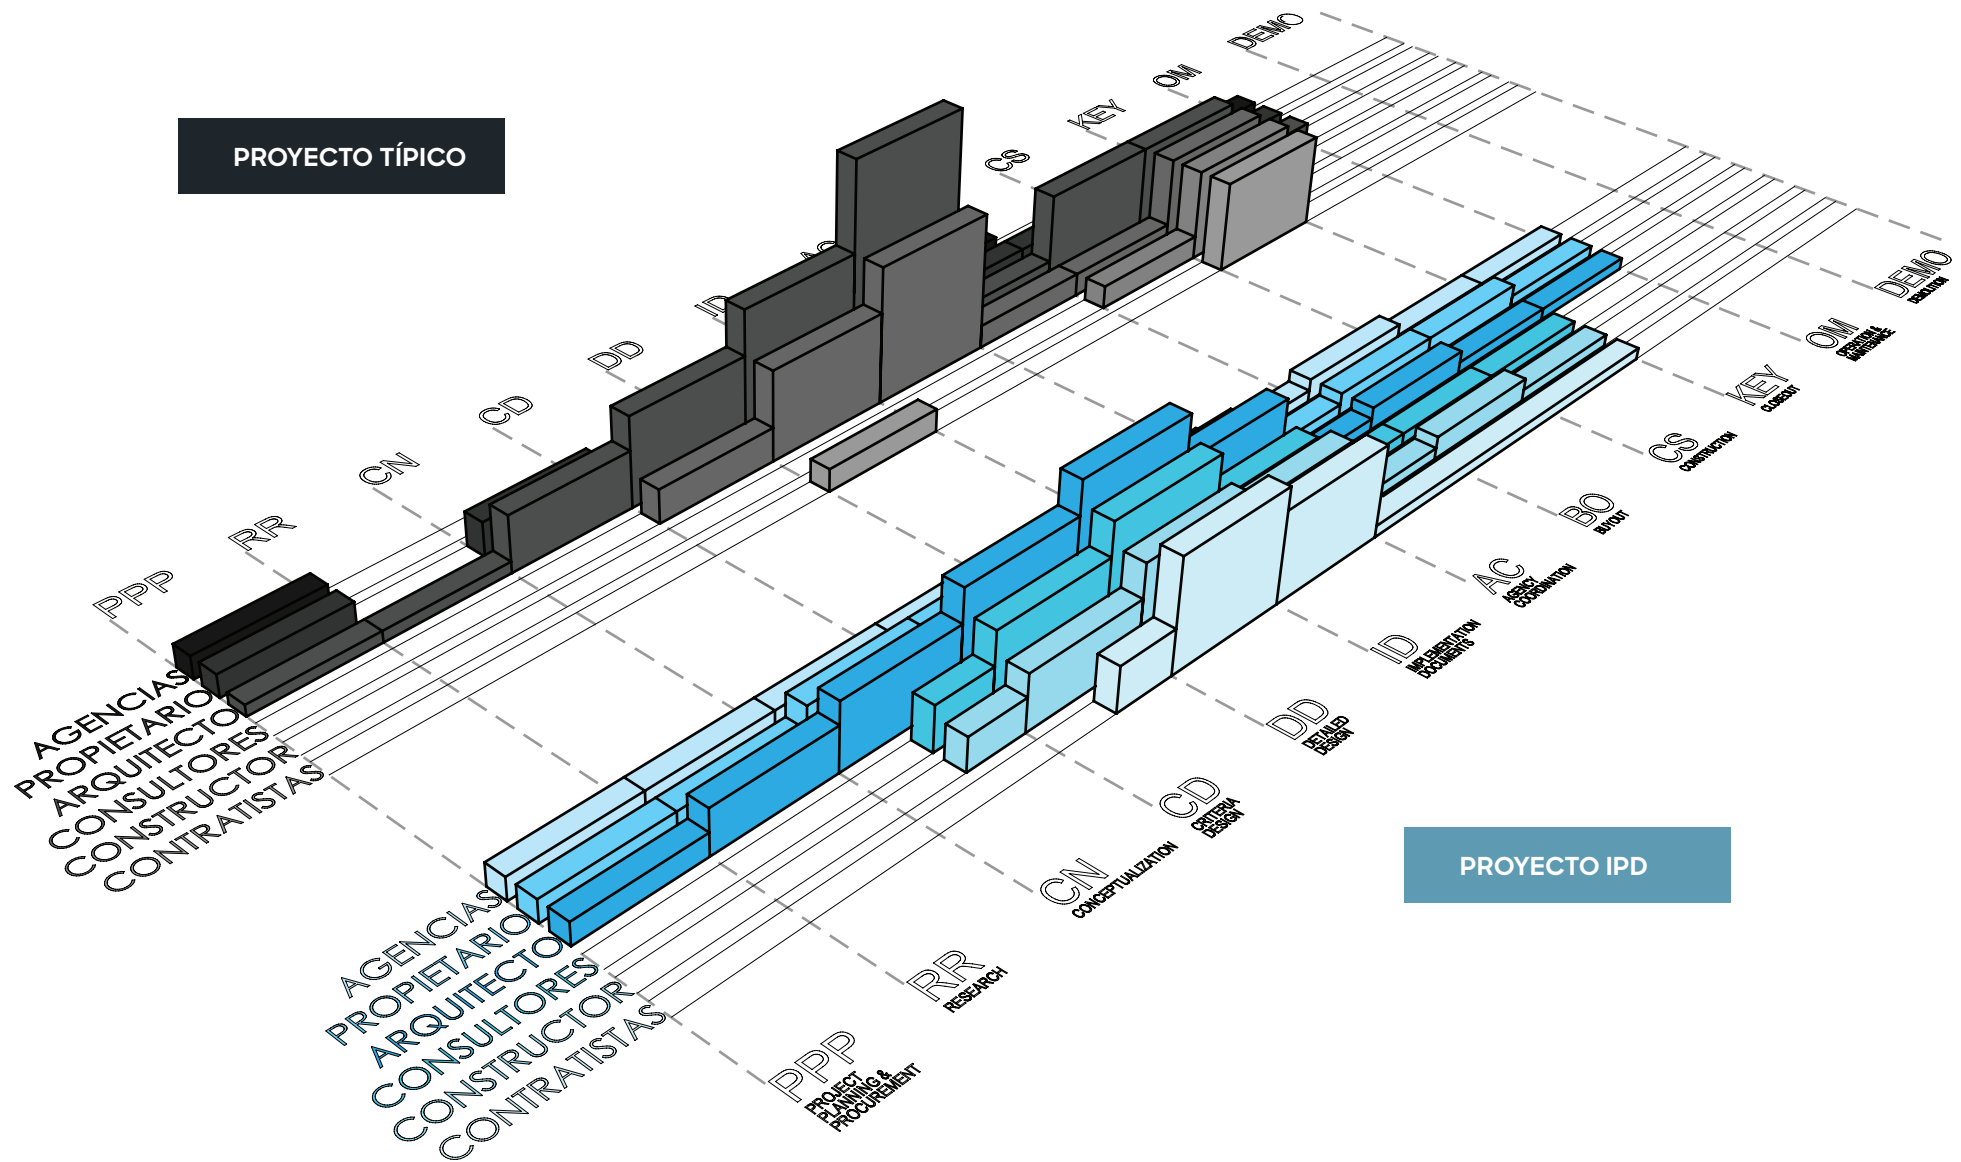 DEMO
OM
KEY
CS
PROYECTO TÍPICO
ID
DD
CD
CN
RR
PPP
AGENCIAS
PROPIETARIO
ARQUITECTO
CONSULTORES
CONSTRUCTOR
CONTRATISTAS
DEMO
DEMOLITION
OM
OPERATION &
MAINTENANCE
KEY
CLOSEOUT
CS
CONSTRUCTION
BO
BUYOUT
AC
AGENCY
COORDINATION
ID
IMPLEMENTATION
DOCUMENTS
DD
DETAILED
DESIGN
CD
CRITERIA
DESIGN
CN
CONCEPTUALIZATION
RR
RESEARCH
PPP
PROJECT
PLANNING &
PROCUREMENT
PROYECTO IPD
AGENCIAS
PROPIETARIO
ARQUITECTO
CONSULTORES
CONSTRUCTOR
CONTRATISTAS